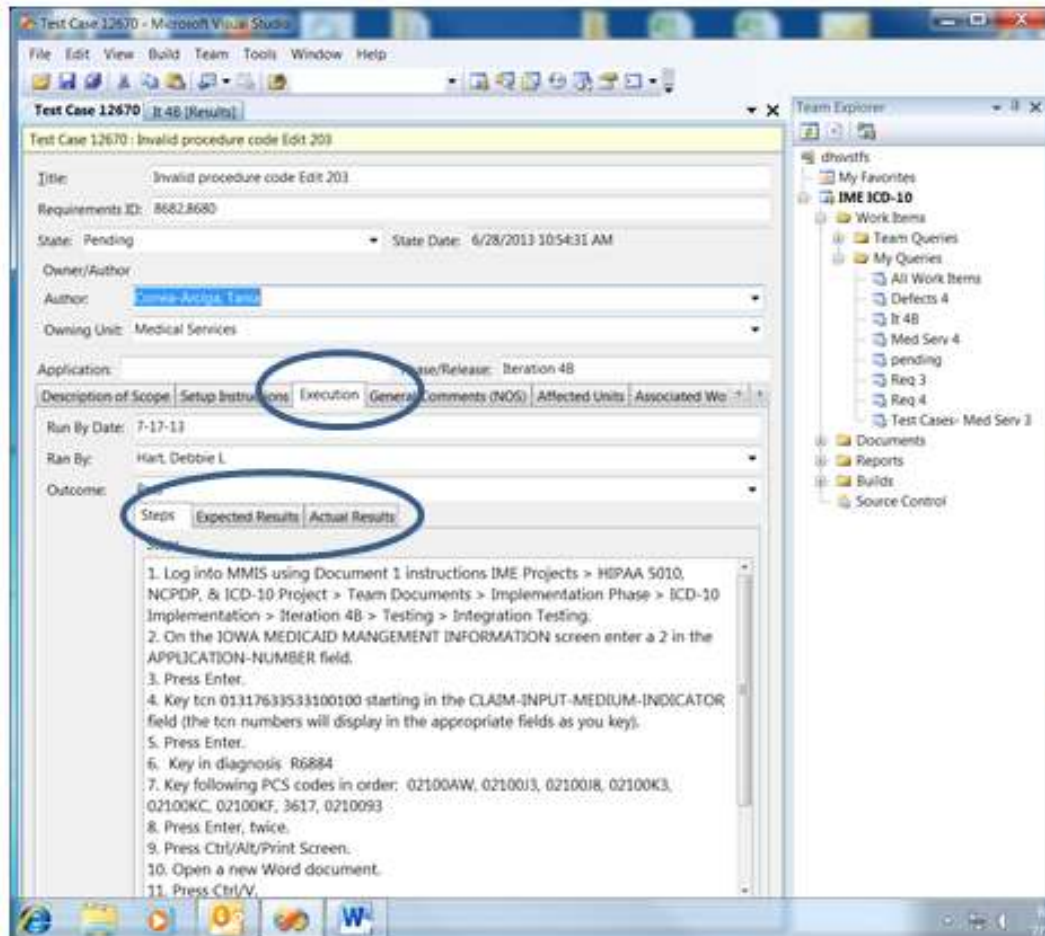 Test Case 12670 - Microsoft Visual Studio
File Edit View Build Team Tools Window Help
Test Case 12670 It 4B [Results]
Test Case 12670 : Invalid procedure code Edit 203
Title: Invalid procedure code Edit 203
Requirements ID: 8682,8680
State: Pending State Date: 6/28/2013 10:54:31 AM
Owner/Author
Author: Correa-Arciga, Tania
Owning Unit: Medical Services
Application: Phase/Release: Iteration 4B
Description of Scope Setup Instructions Execution General Comments (NOS) Affected Units Associated Wo
Run By Date: 7-17-13
Ran By: Hart, Debbie L
Outcome:
Steps Expected Results Actual Results
1. Log into MMIS using Document 1 instructions IME Projects > HIPAA 5010,
NCPDP, & ICD-10 Project > Team Documents > Implementation Phase > ICD-10
Implementation > Iteration 4B > Testing > Integration Testing.
2. On the IOWA MEDICAID MANGEMENT INFORMATION screen enter a 2 in the
APPLICATION-NUMBER field.
3. Press Enter.
4. Key tcn 01317633533100100 starting in the CLAIM-INPUT-MEDIUM-INDICATOR
field (the tcn numbers will display in the appropriate fields as you key).
5. Press Enter.
6. Key in diagnosis R6884
7. Key following PCS codes in order: 02100AW, 02100J3, 02100J8, 02100K3,
02100KC, 02100KF, 3617, 0210093
8. Press Enter, twice.
9. Press Ctrl/Alt/Print Screen.
10. Open a new Word document.
11. Press Ctrl/V.
Team Explorer
dhsvstfs
My Favorites
IME ICD-10
Work Items
Team Queries
My Queries
All Work Items
Defects 4
It 4B
Med Serv 4
pending
Req 3
Req 4
Test Cases- Med Serv 3
Documents
Reports
Builds
Source Control